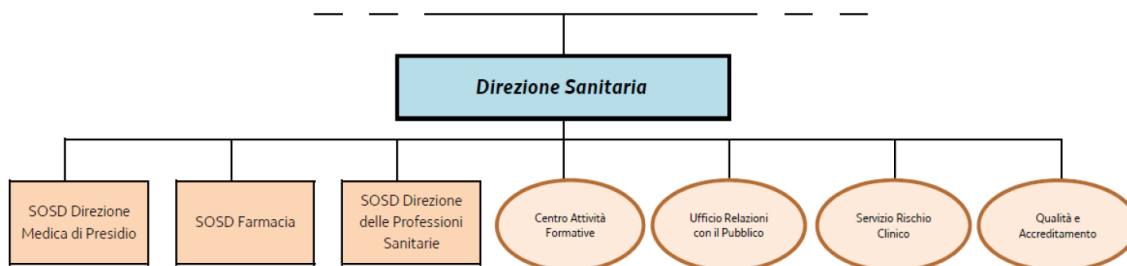 Direzione Sanitaria
SOSD Direzione
Medica di Presidio
SOSD Farmacia
SOSD Direzione
delle Professioni
Sanitarie
Centro Attività
Formative
Ufficio Relazioni
con il Pubblico
Servizio Rischio
Clinico
Qualità e
Accreditamento